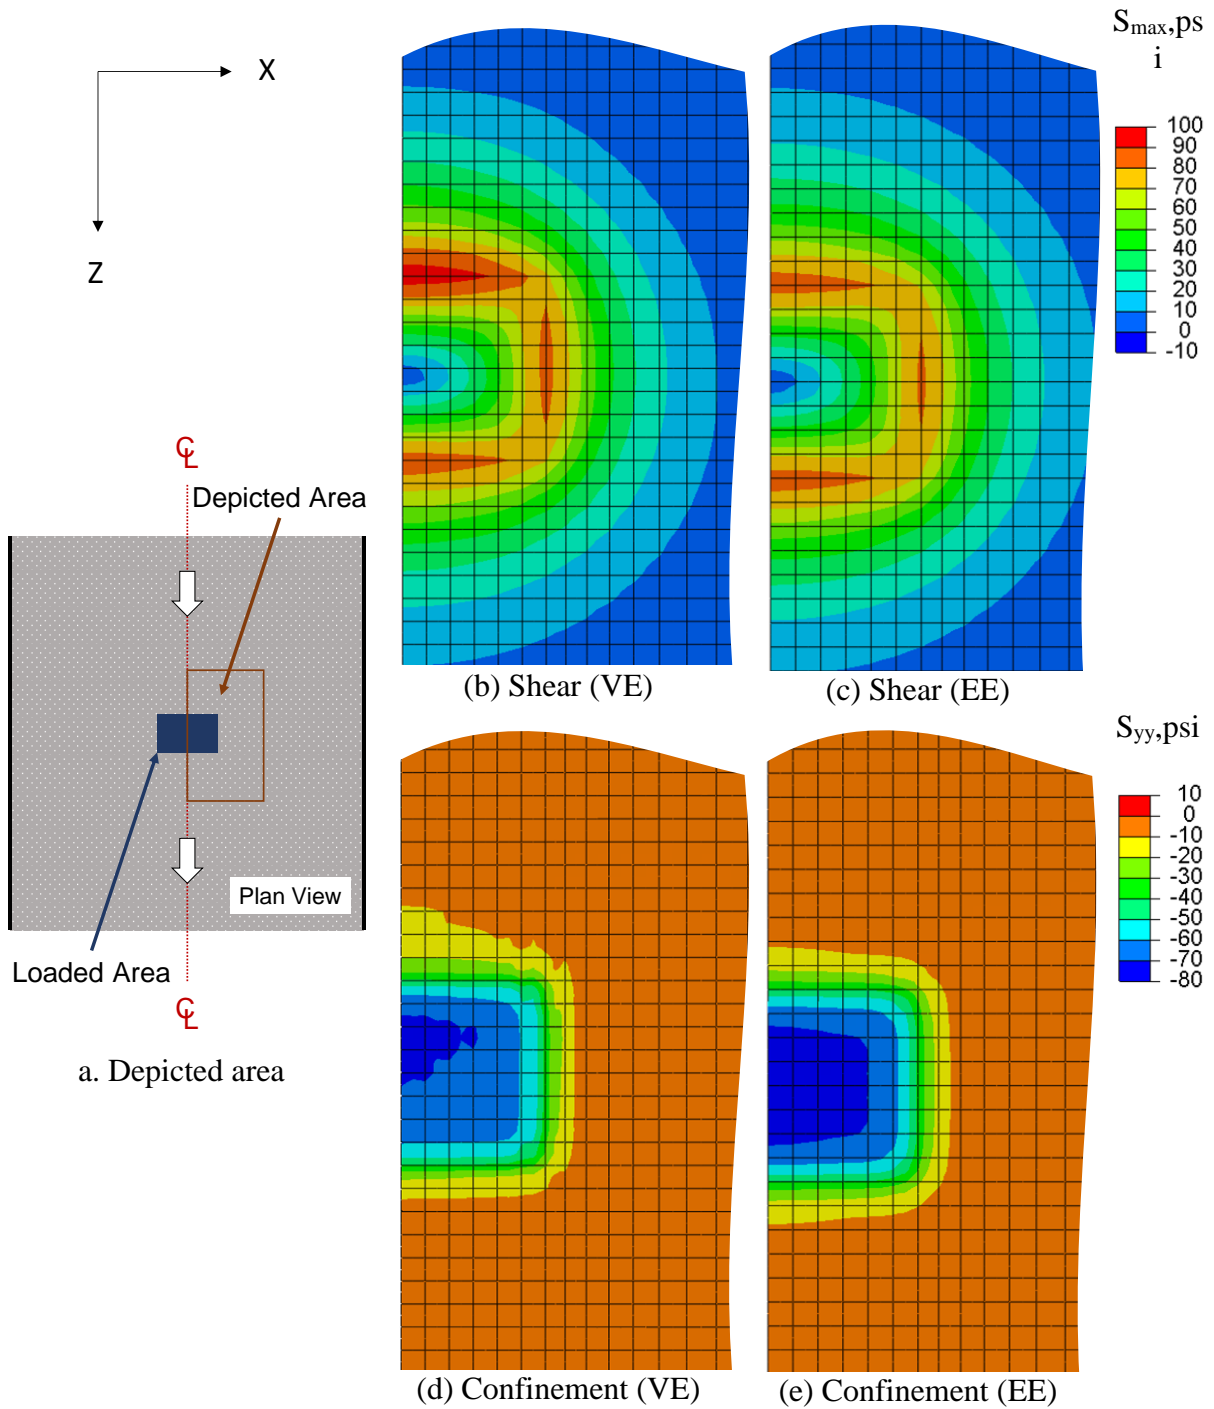 X
Z
S_max,ps
i
100
90
80
70
60
50
40
30
20
10
0
-10
℄
Depicted Area
Plan View
Loaded Area
℄
a. Depicted area
(b) Shear (VE)
(c) Shear (EE)
S_yy,psi
10
0
-10
-20
-30
-40
-50
-60
-70
-80
(d) Confinement (VE)
(e) Confinement (EE)